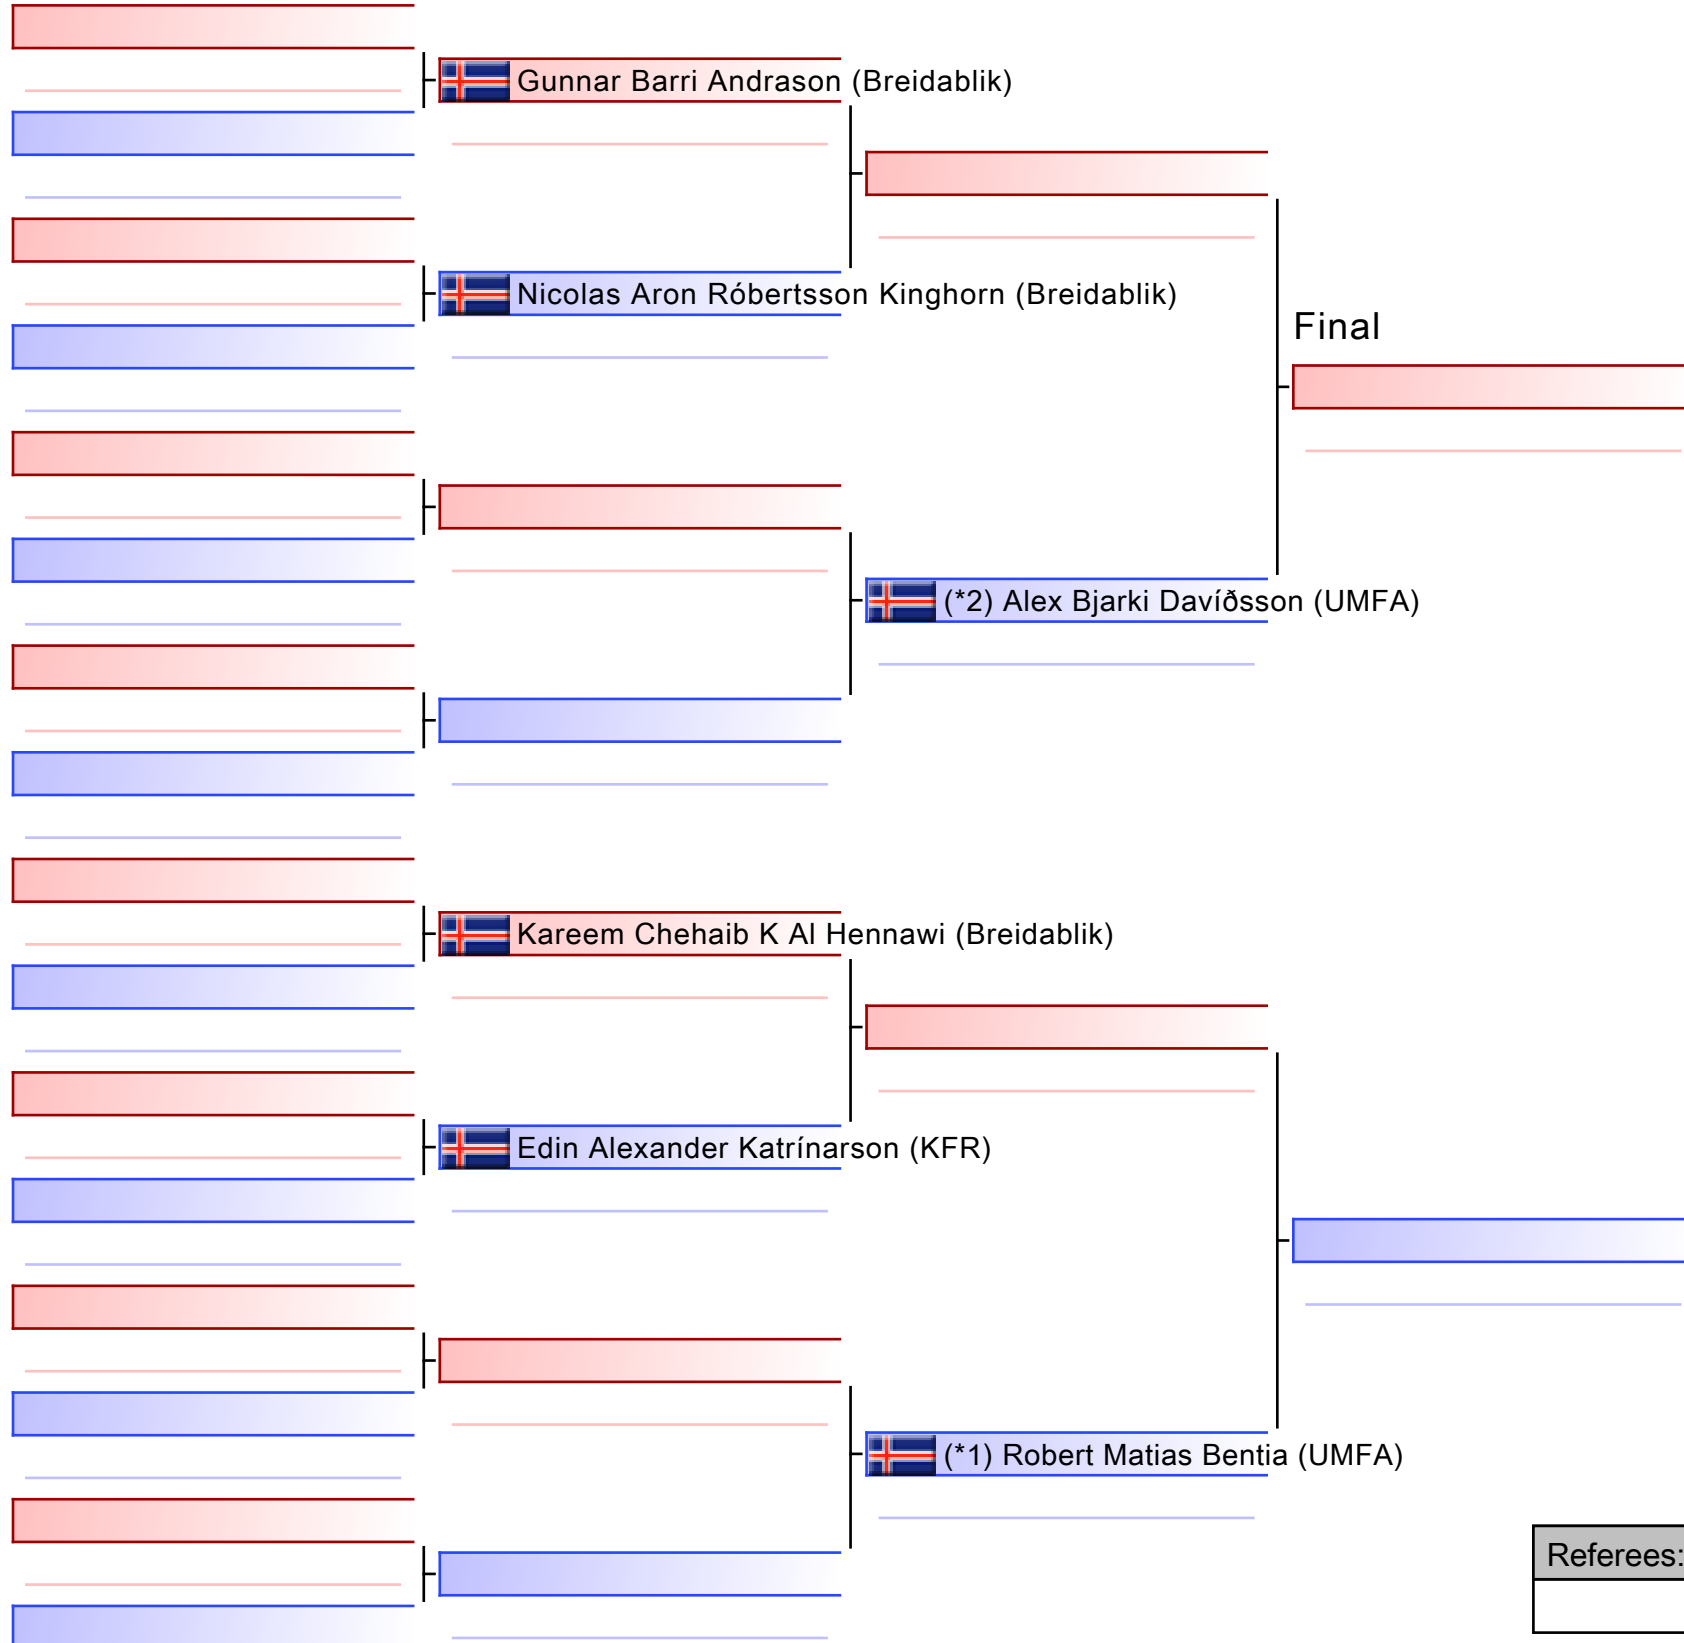 Gunnar Barri Andrason (Breidablik)
Nicolas Aron Róbertsson Kinghorn (Breidablik)
Final
(*2) Alex Bjarki Davíðsson (UMFA)
Kareem Chehaib K Al Hennawi (Breidablik)
Edin Alexander Katrínarson (KFR)
(*1) Robert Matias Bentia (UMFA)
Referees: